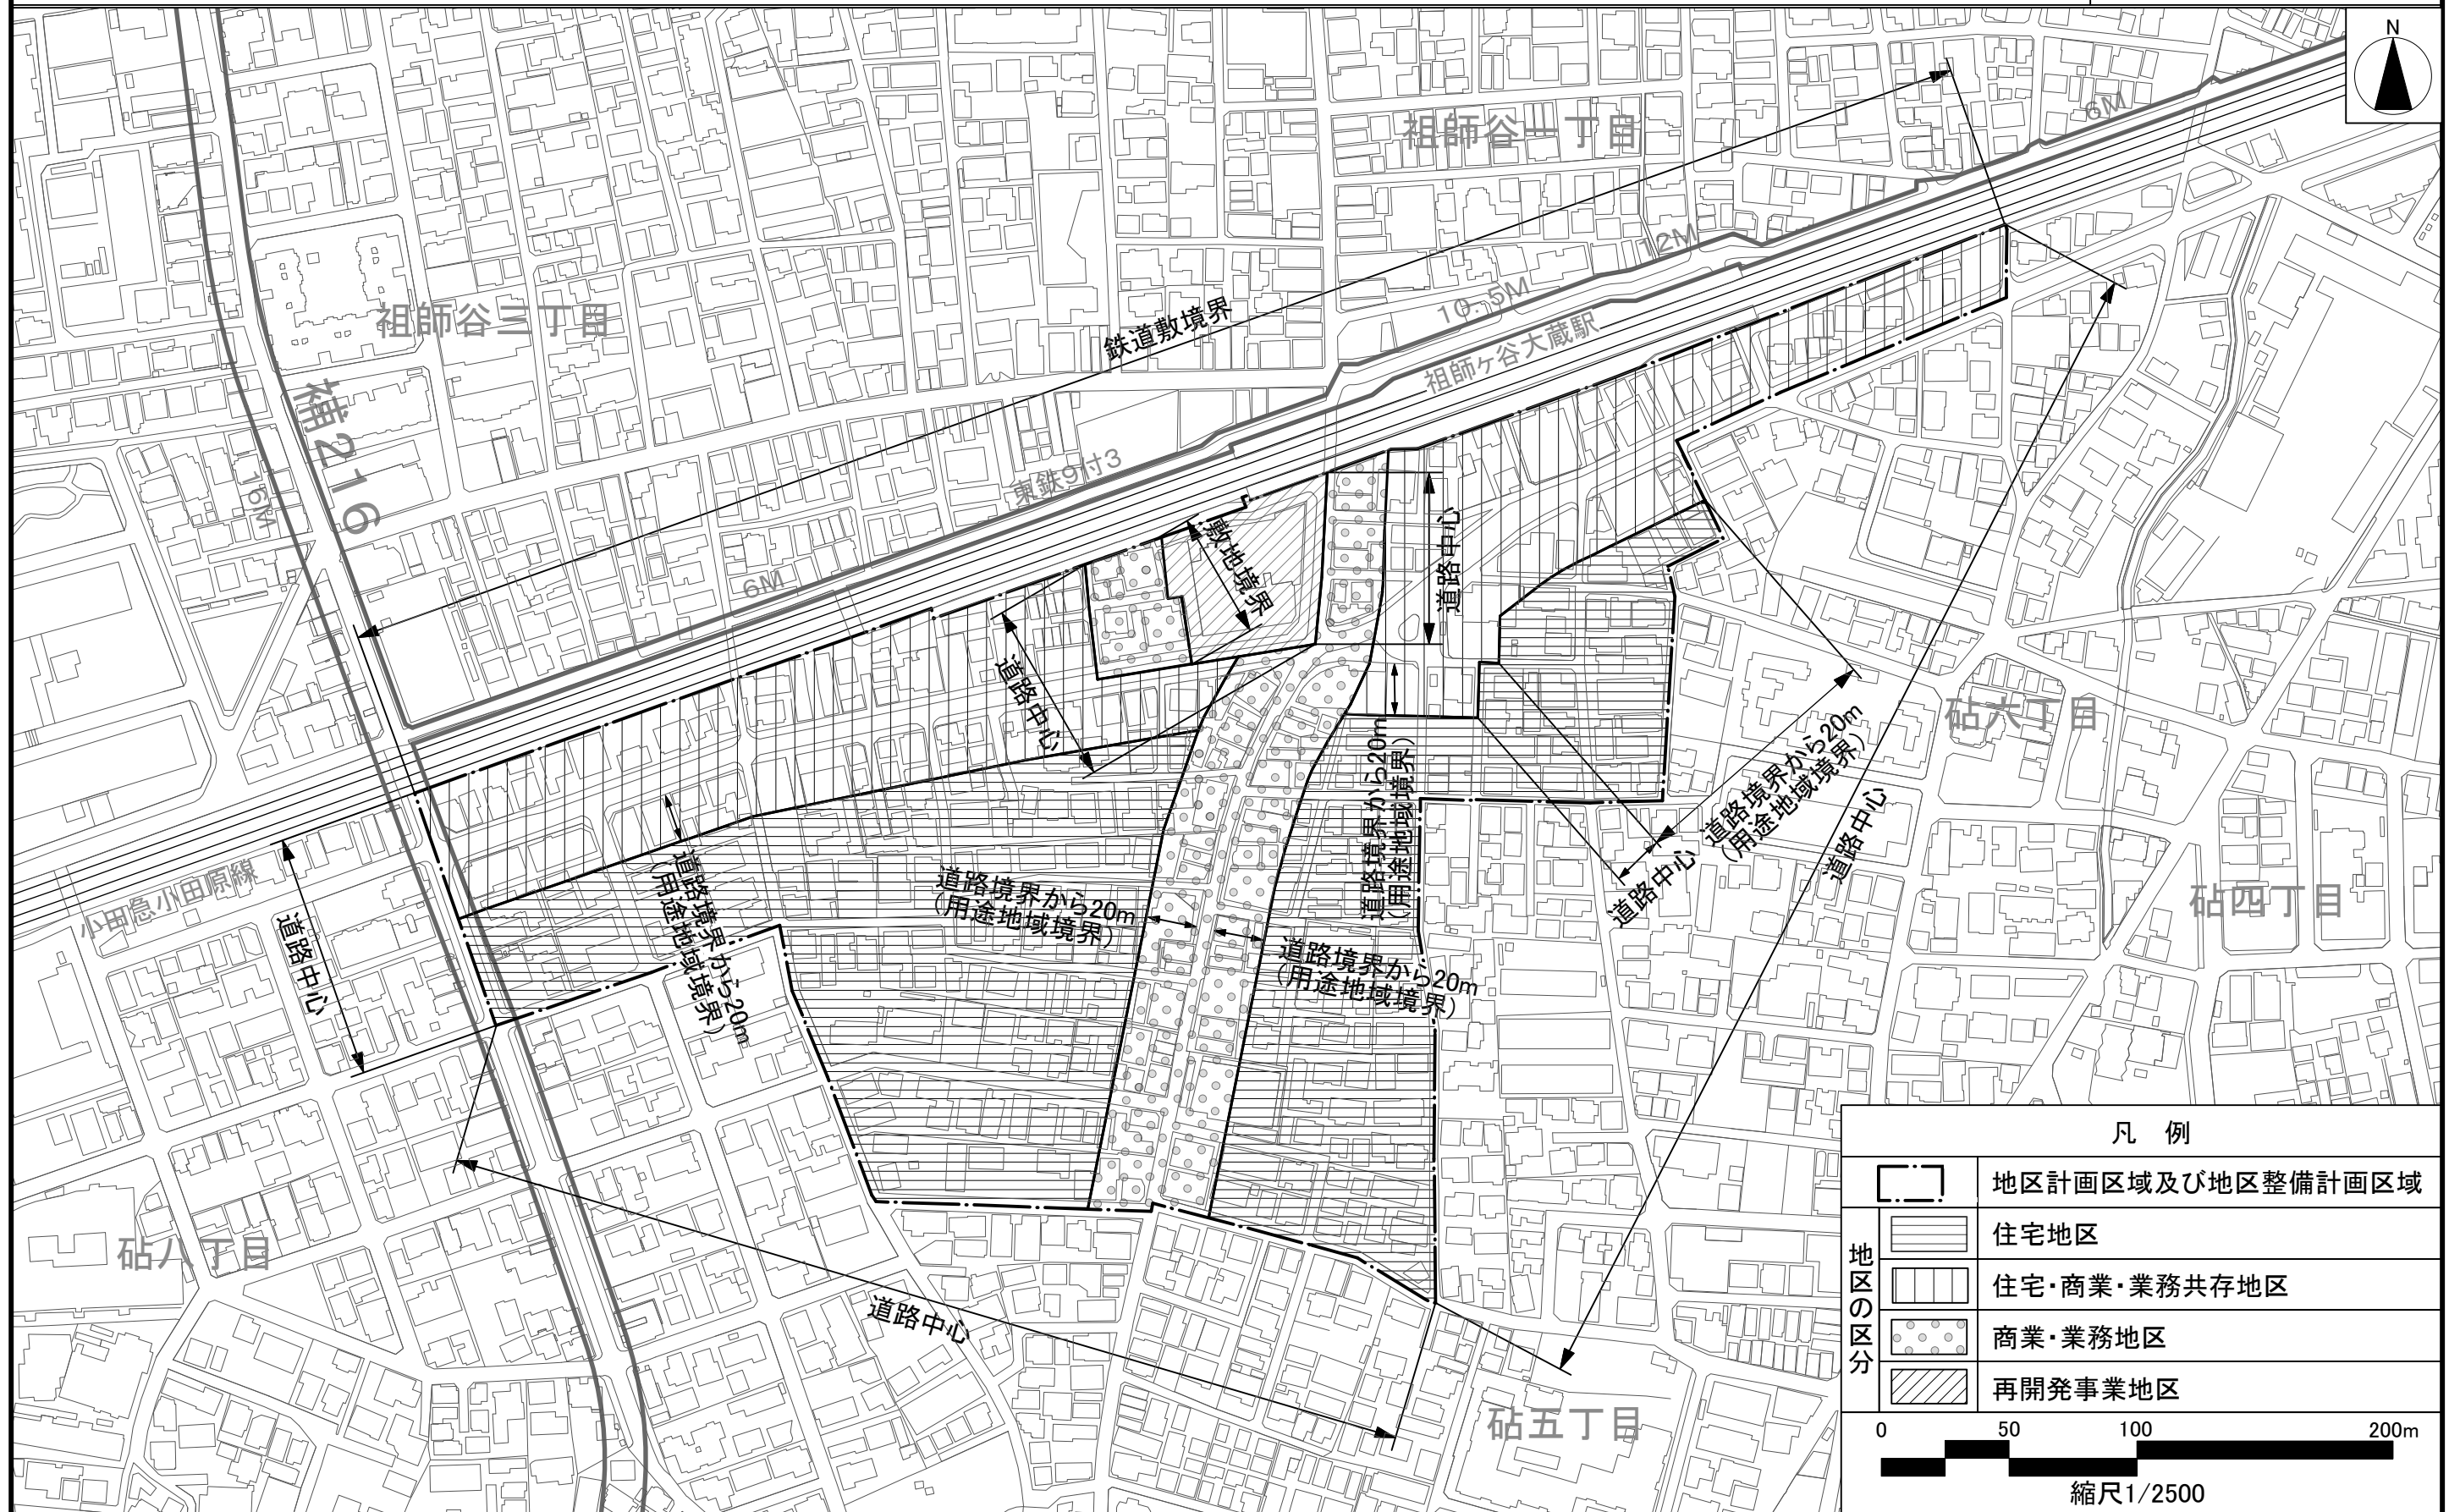 N
祖師谷一丁目
6M
12M
10.5M
鉄道敷境界
祖師谷三丁目
祖師ヶ谷大蔵駅
補216
16M
東鉄9付3
6M
敷地境界
道路中心
道路中心
砧六丁目
道路境界から20m
(用途地域境界)
道路中心
道路中心
道路境界から20m
(用途地域境界)
砧四丁目
小田急小田原線
道路中心
道路境界から20m
(用途地域境界)
道路境界から20m
(用途地域境界)
道路境界から20m
(用途地域境界)
砧八丁目
道路中心
砧五丁目
凡 例
地区計画区域及び地区整備計画区域
地区の区分
住宅地区
住宅・商業・業務共存地区
商業・業務地区
再開発事業地区
0 50 100 200m
縮尺1/2500